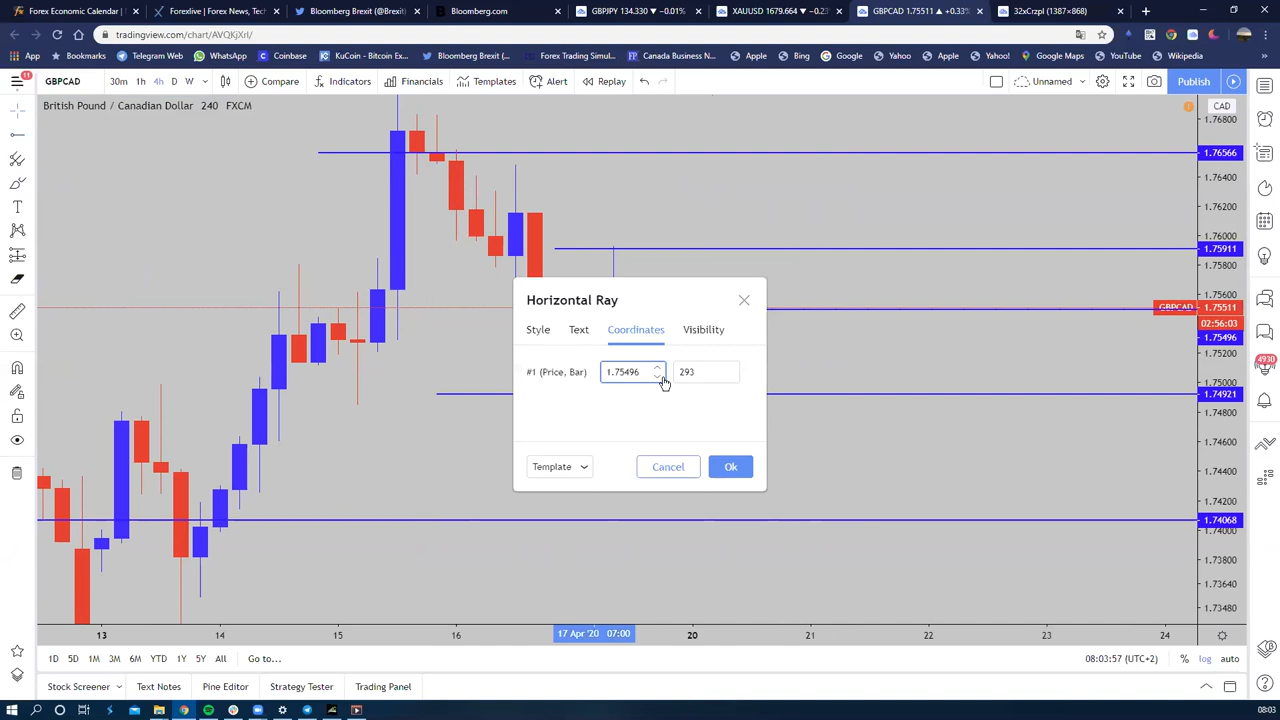 Forex Economic Calendar |
Forexlive | Forex News, Tech
Bloomberg Brexit (@Brexit)
Bloomberg.com
GBPJPY 134.330 ▼ −0.01%
XAUUSD 1679.664 ▼ −0.23
GBPCAD 1.75511 ▲ +0.33%
32xCrzpl (1387×868)
tradingview.com/chart/AVQKjXrI/
Apps
Telegram Web
WhatsApp
Coinbase
KuCoin - Bitcoin Ex...
Bloomberg Brexit (...
Forex Trading Simul...
Canada Business N...
Apple
Bing
Google
Yahoo
Apple
Yahoo!
Google Maps
YouTube
Wikipedia
11
GBPCAD
30m
1h
4h
D
W
Compare
Indicators
Financials
Templates
Alert
Replay
Unnamed
Publish
British Pound / Canadian Dollar 240 FXCM
CAD
1.76800
1.76566
1.76400
1.76200
1.76000
1.75911
1.75800
1.75600
GBPCAD 1.75511
02:56:03
1.75496
1.75200
1.75000
1.74921
1.74800
1.74600
1.74400
1.74200
1.74068
1.73800
1.73640
1.73480
4930
Horizontal Ray
Style
Text
Coordinates
Visibility
#1 (Price, Bar)
1.75496
293
Template
Cancel
Ok
13
14
15
16
17 Apr '20 07:00
20
21
22
23
24
1D
5D
1M
3M
6M
YTD
1Y
5Y
All
Go to...
08:03:57 (UTC+2)
%
log
auto
Stock Screener
Text Notes
Pine Editor
Strategy Tester
Trading Panel
08:03